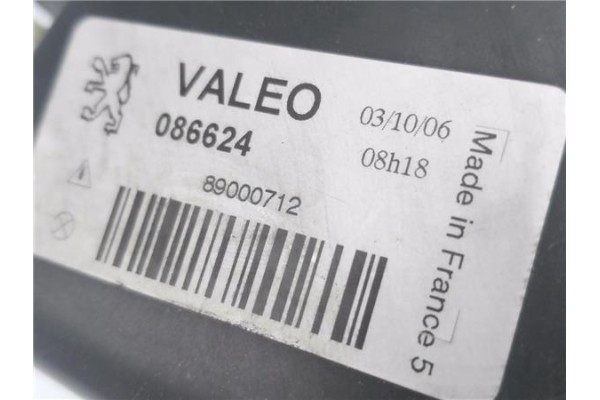 VALEO
086624
03/10/06
08h18
89000712
Made in France 5